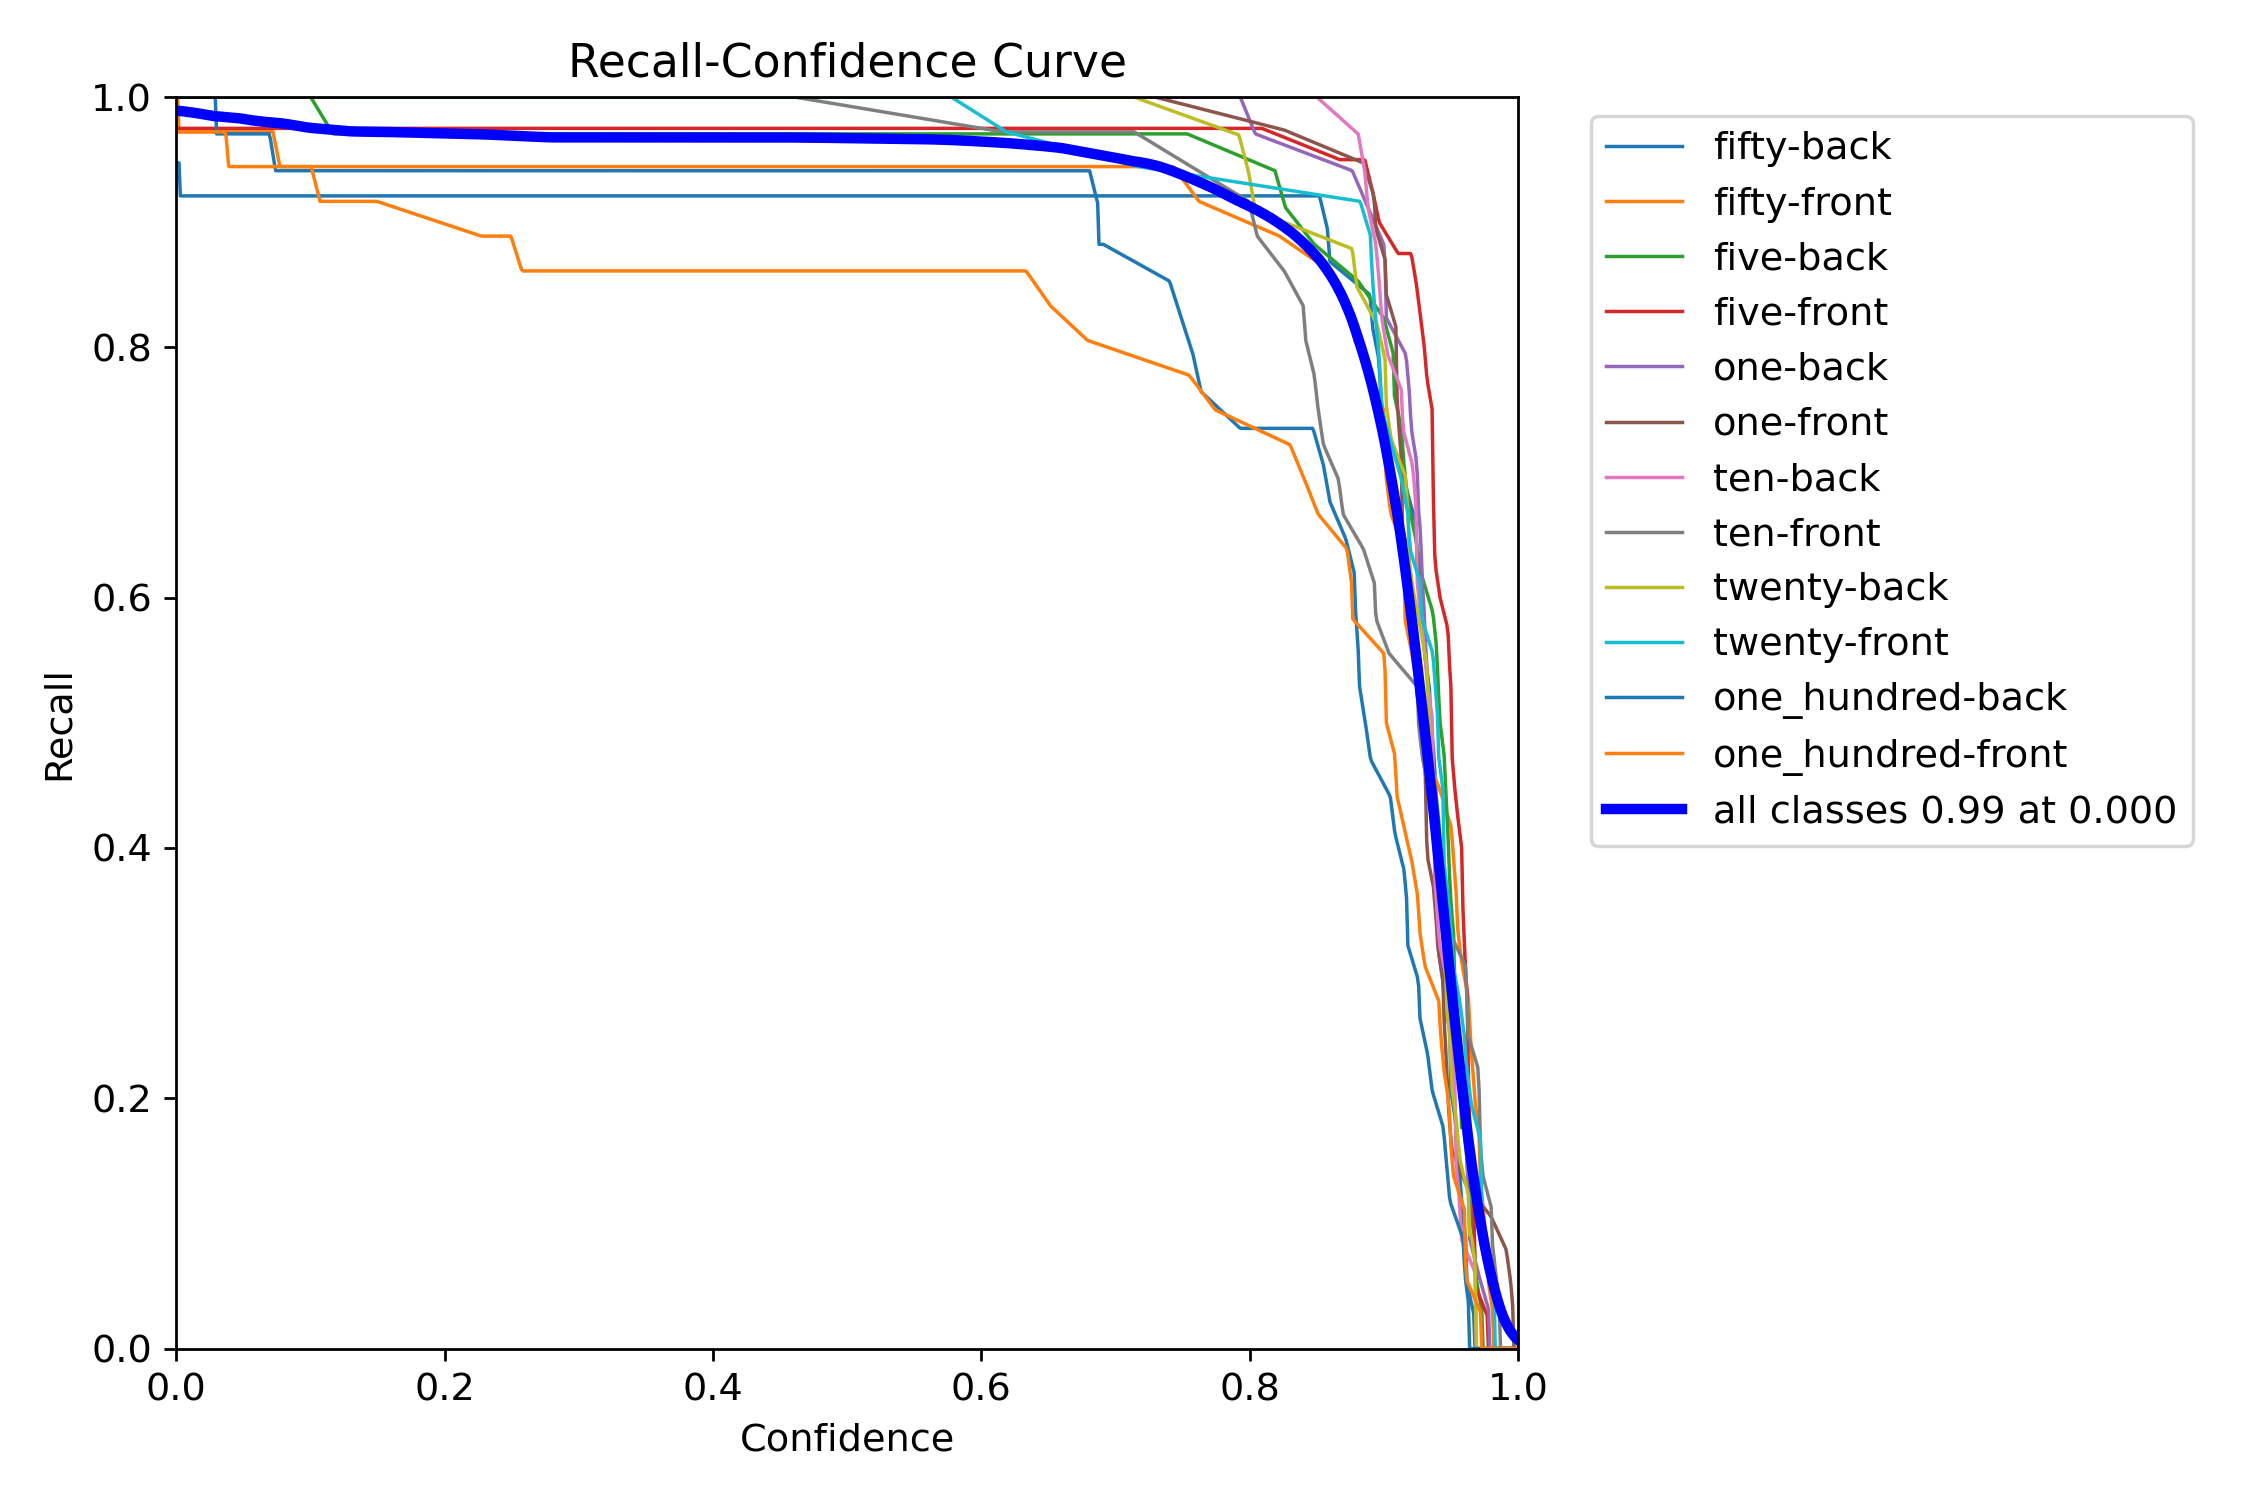 Recall-Confidence Curve
1.0
0.8
0.6
0.4
0.2
0.0
Recall
0.0 0.2 0.4 0.6 0.8 1.0
Confidence
fifty-back
fifty-front
five-back
five-front
one-back
one-front
ten-back
ten-front
twenty-back
twenty-front
one_hundred-back
one_hundred-front
all classes 0.99 at 0.000